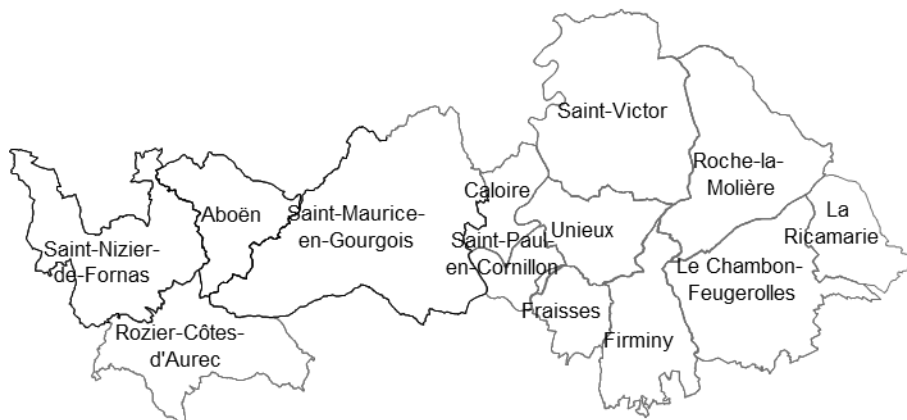 Saint-Victor
Roche-la-
Molière
Caloire
Aboën
Saint-Maurice-
en-Gourgois
La
Ricamarie
Unieux
Saint-Paul-
en-Cornillon
Saint-Nizier-
de-Fornas
Le Chambon-
Feugerolles
Fraisses
Rozier-Côtes-
d'Aurec
Firminy